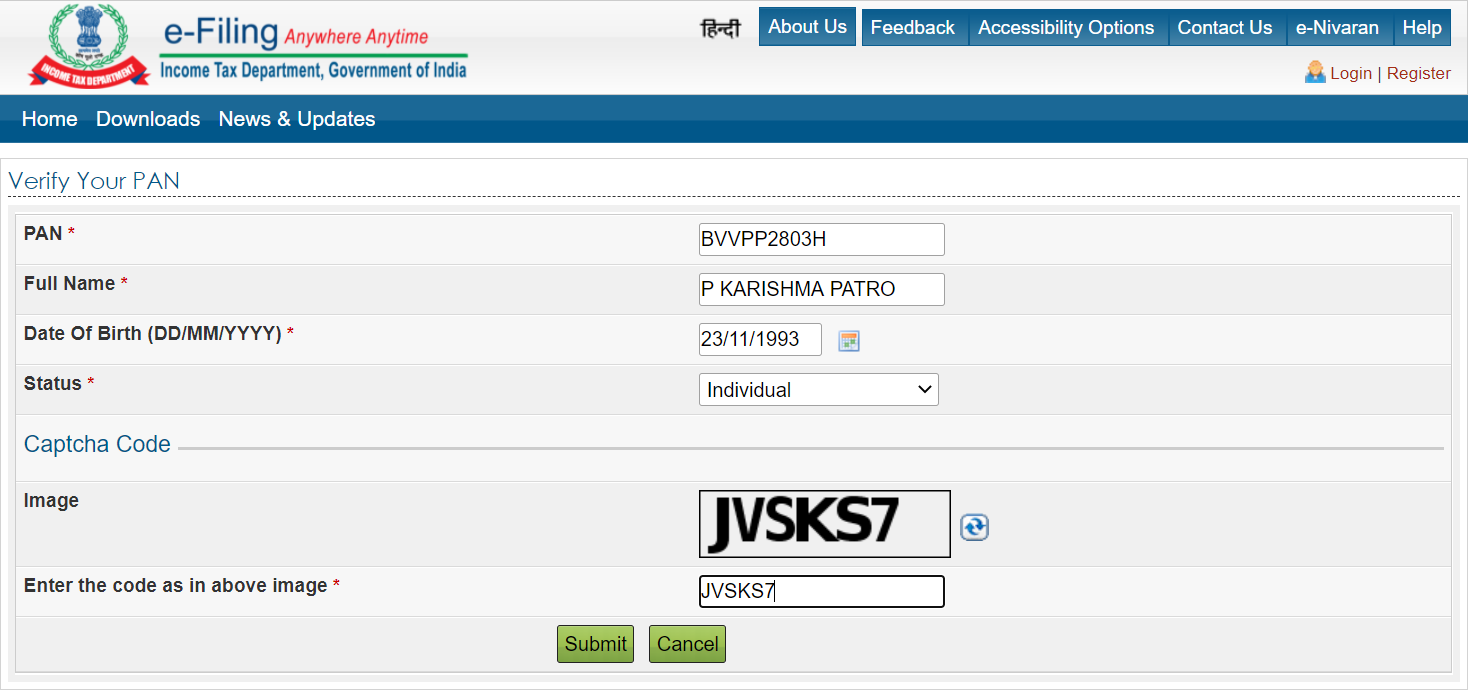 e-Filing Anywhere Anytime
Income Tax Department, Government of India
INCOME TAX DEPARTMENT
हिन्दी About Us Feedback Accessibility Options Contact Us e-Nivaran Help
Login | Register
Home Downloads News & Updates
Verify Your PAN
PAN * BVVPP2803H
Full Name * P KARISHMA PATRO
Date Of Birth (DD/MM/YYYY) * 23/11/1993
Status * Individual
Captcha Code
Image JVSKS7
Enter the code as in above image * JVSKS7
Submit Cancel